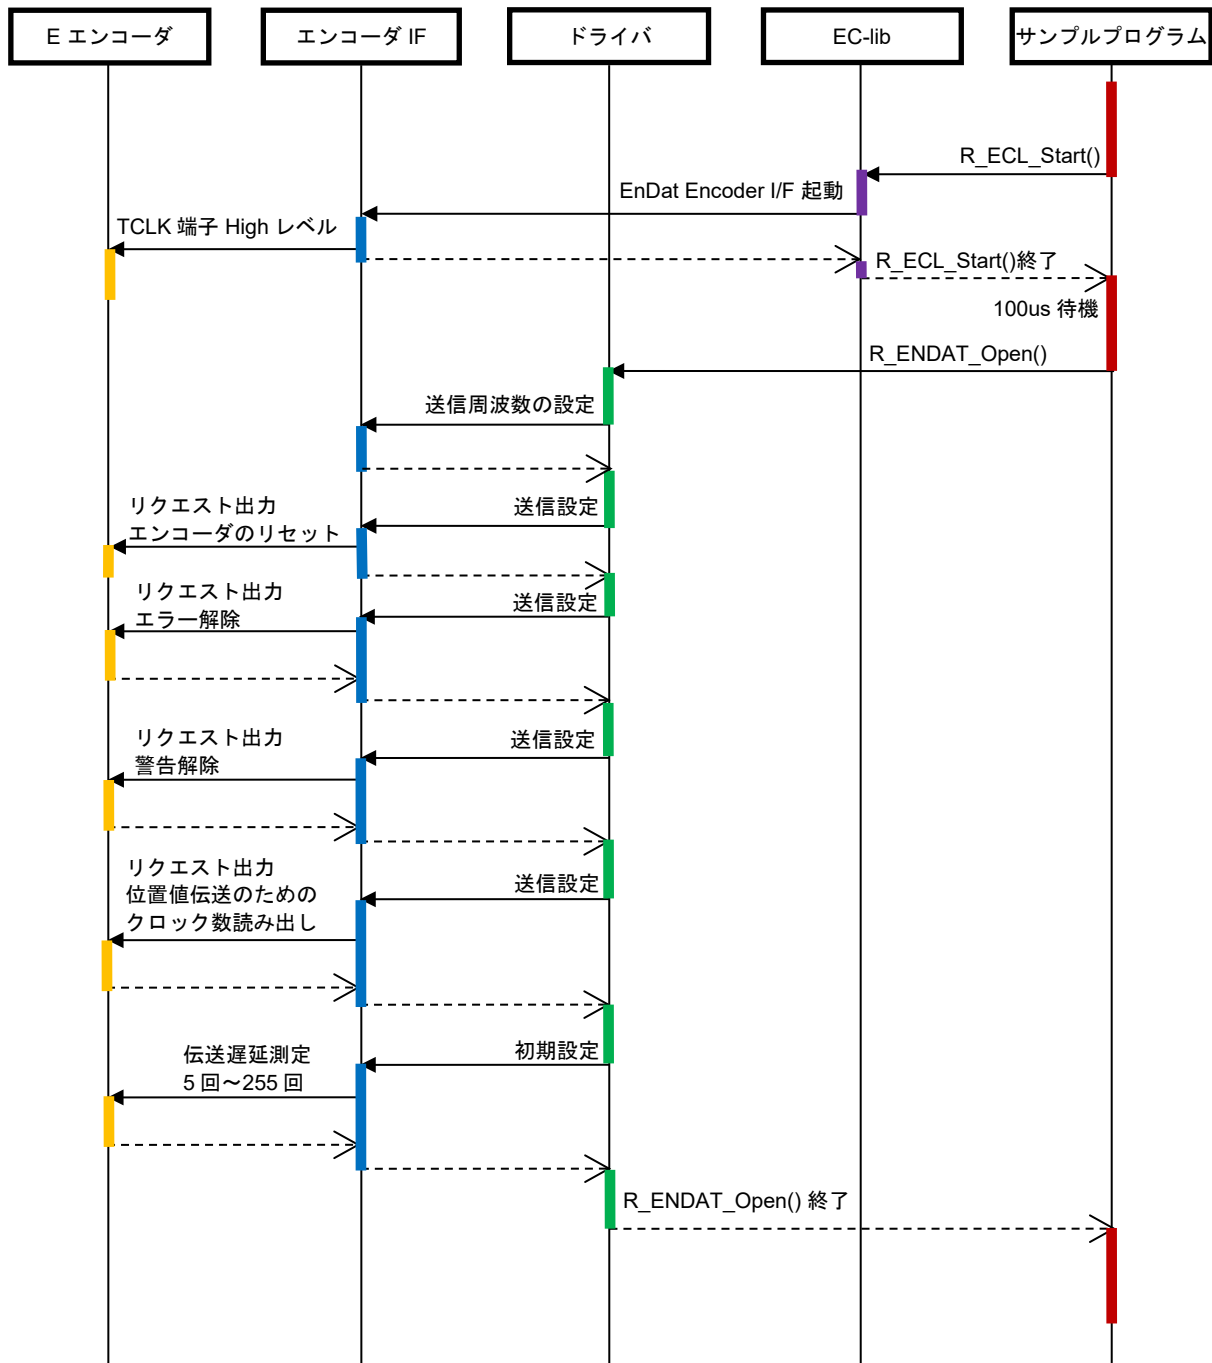 E エンコーダ
エンコーダ IF
ドライバ
EC-lib
サンプルプログラム
R_ECL_Start()
EnDat Encoder I/F 起動
TCLK 端子 High レベル
R_ECL_Start()終了
100us 待機
R_ENDAT_Open()
送信周波数の設定
送信設定
リクエスト出力
エンコーダのリセット
送信設定
リクエスト出力
エラー解除
送信設定
リクエスト出力
警告解除
送信設定
リクエスト出力
位置値伝送のための
クロック数読み出し
初期設定
伝送遅延測定
5 回～255 回
R_ENDAT_Open() 終了